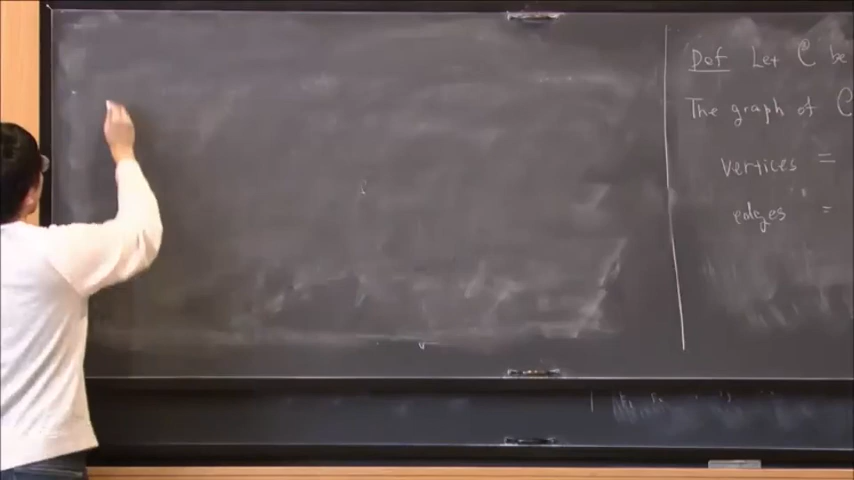 Def Let C be
The graph of C
vertices =
edges =